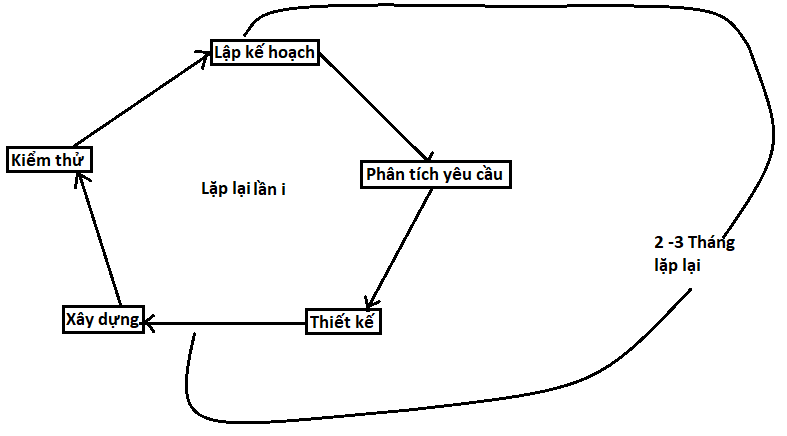 Lập kế hoạch
Kiểm thử
Phân tích yêu cầu
Lặp lại lần i
2 -3 Tháng
lặp lại
Xây dựng
Thiết kế